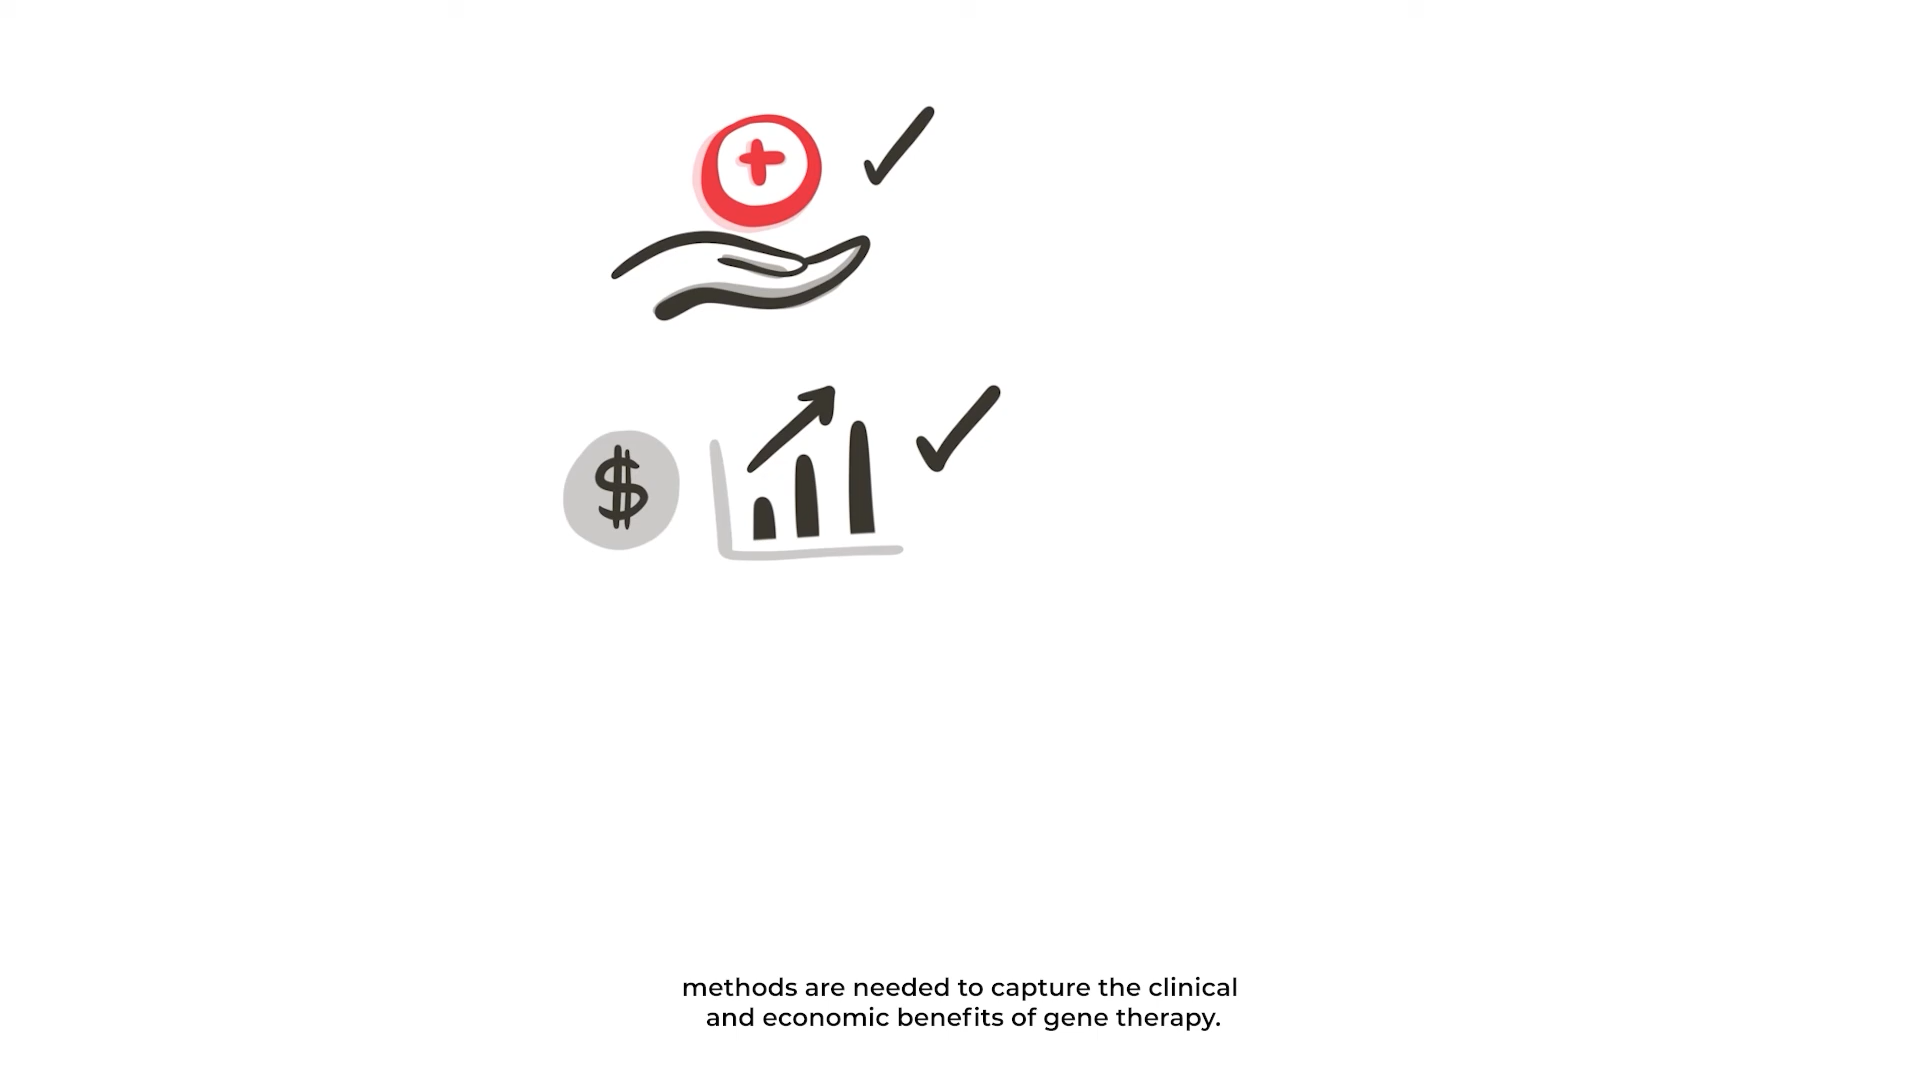 $
methods are needed to capture the clinical
and economic benefits of gene therapy.